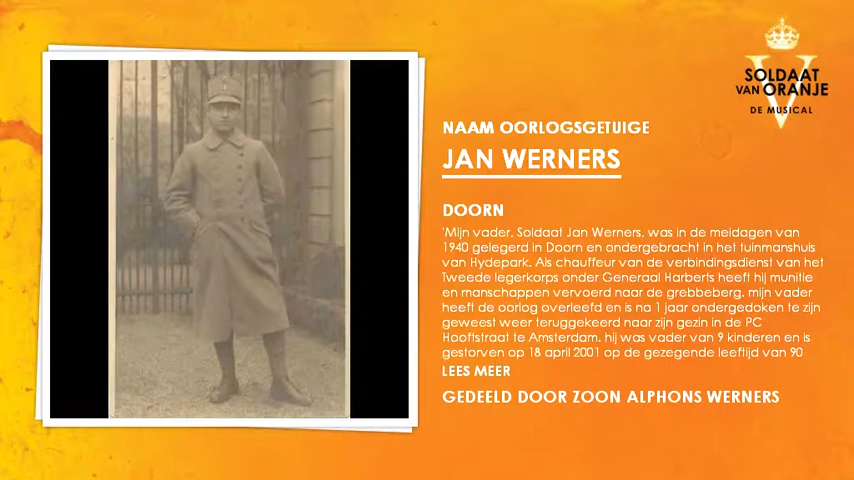 SOLDAAT
VAN ORANJE
DE MUSICAL
NAAM OORLOGSGETUIGE
JAN WERNERS
DOORN
'Mijn vader, Soldaat Jan Werners, was in de meidagen van
1940 gelegerd in Doorn en ondergebracht in het tuinmanshuis
van Hydepark. Als chauffeur van de verbindingsdienst van het
Tweede legerkorps onder Generaal Harberts heeft hij munitie
en manschappen vervoerd naar de grebbeberg. mijn vader
heeft de oorlog overleefd en is na 1 jaar ondergedoken te zijn
geweest weer teruggekeerd naar zijn gezin in de PC
Hooftstraat te Amsterdam. hij was vader van 9 kinderen en is
gestorven op 18 april 2001 op de gezegende leeftijd van 90
LEES MEER
GEDEELD DOOR ZOON ALPHONS WERNERS